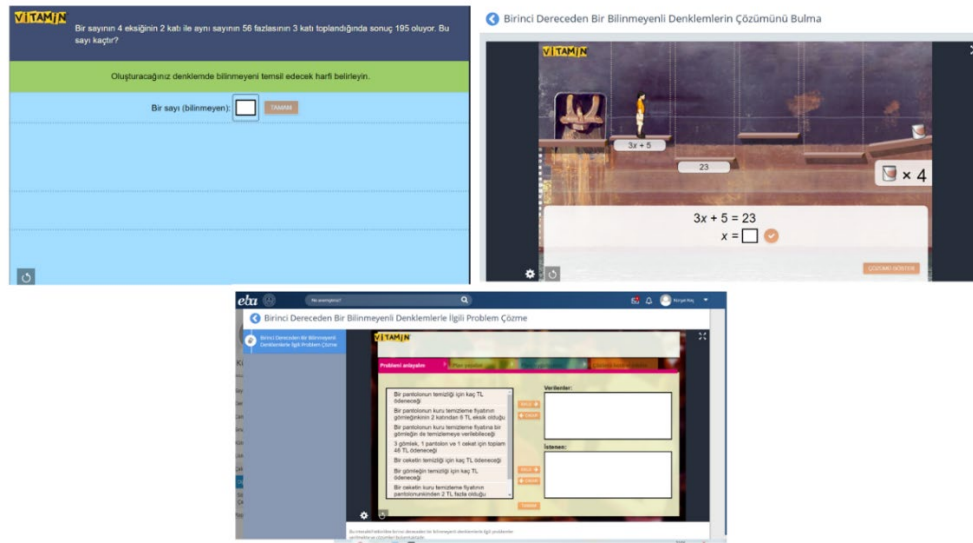 VİTAMİN
Bir sayının 4 eksiğinin 2 katı ile aynı sayının 56 fazlasının 3 katı toplandığında sonuç 195 oluyor. Bu
sayı kaçtır?
Oluşturacağınız denklemde bilinmeyeni temsil edecek harfi belirleyin.
Bir sayı (bilinmeyen):
TAMAM
Birinci Dereceden Bir Bilinmeyenli Denklemlerin Çözümünü Bulma
VİTAMİN
3x + 5
23
× 4
3x + 5 = 23
x =
ÇÖZÜMÜ GÖSTER
eba
Birinci Dereceden Bir Bilinmeyenli Denklemlerle İlgili Problem Çözme
Birinci Dereceden Bir Bilinmeyenli
Denklemlerle İlgili Problem Çözme
VİTAMİN
Problemi anlayalım
Bir pantolonun temizliği için kaç TL
ödeneceği
Bir pantolonun kuru temizleme fiyatının
gömleğinkinin 2 katından 6 TL eksik olduğu
Bir pantolonun kuru temizleme fiyatına bir
gömleğin de temizlemeye verilebileceği
3 gömlek, 1 pantolon ve 1 ceket için toplam
46 TL ödeneceği
Bir ceketin temizliği için kaç TL ödeneceği
Bir gömleğin temizliği için kaç TL
ödeneceği
Bir ceketin kuru temizleme fiyatının
pantolonunkinden 2 TL fazla olduğu
Verilenler:
İstenen: